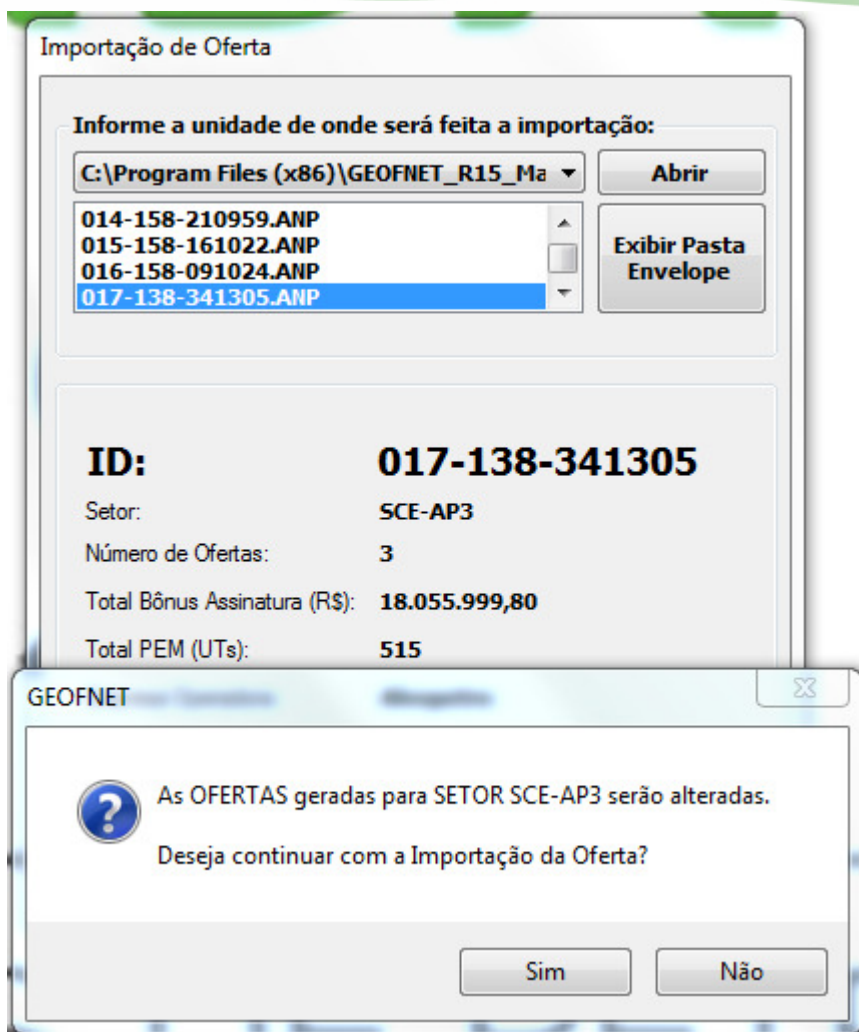 Importação de Oferta
Informe a unidade de onde será feita a importação:
C:\Program Files (x86)\GEOFNET_R15_Ma
Abrir
014-158-210959.ANP
015-158-161022.ANP
016-158-091024.ANP
017-138-341305.ANP
Exibir Pasta
Envelope
ID: 017-138-341305
Setor: SCE-AP3
Número de Ofertas: 3
Total Bônus Assinatura (R$): 18.055.999,80
Total PEM (UTs): 515
GEOFNET
As OFERTAS geradas para SETOR SCE-AP3 serão alteradas.
Deseja continuar com a Importação da Oferta?
Sim
Não